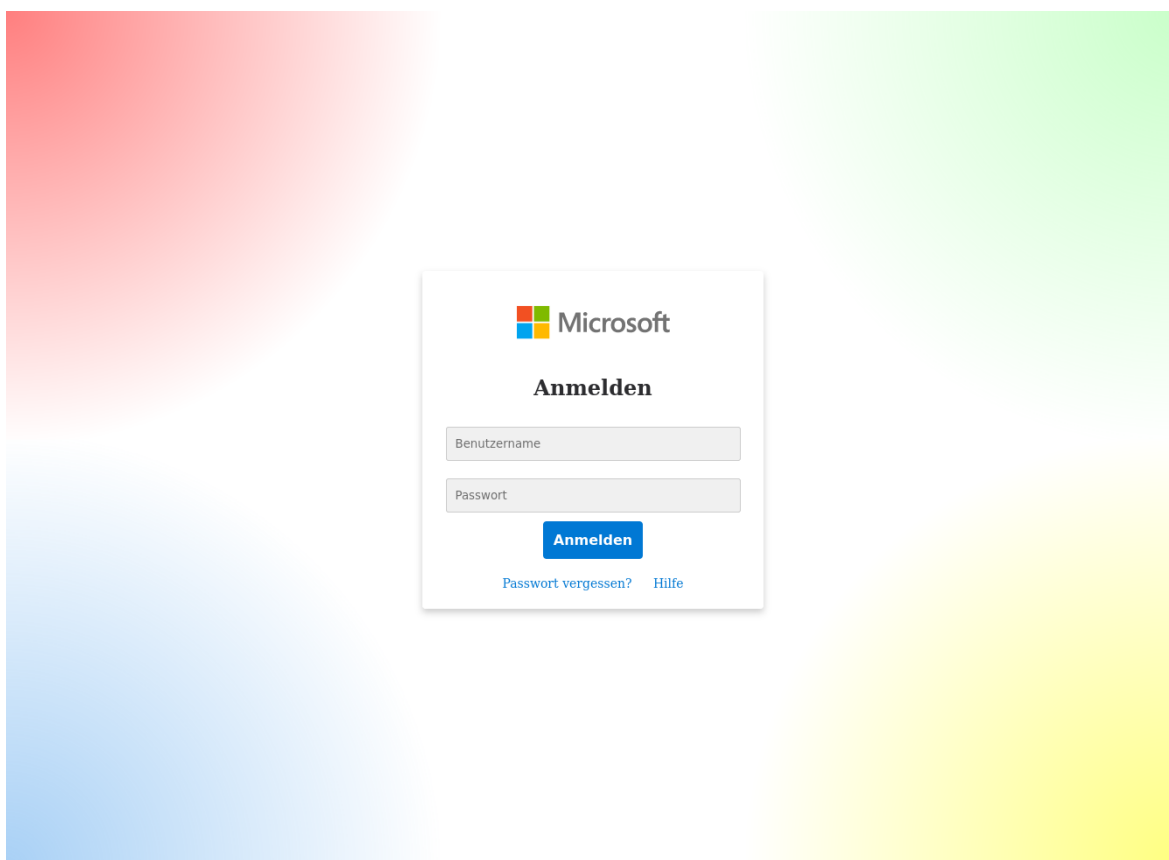 Microsoft
Anmelden
Benutzername
Passwort
Anmelden
Passwort vergessen? Hilfe